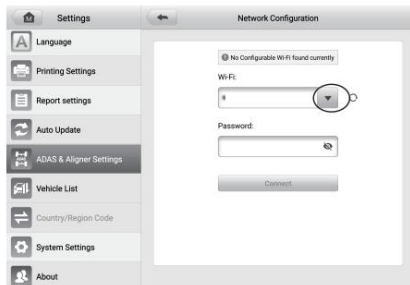 Settings
Network Configuration
Language
Printing Settings
Report settings
Auto Update
ADAS & Aligner Settings
Vehicle List
Country/Region Code
System Settings
About
No Configurable Wi-Fi found currently
Wi-Fi:
Password:
Connect